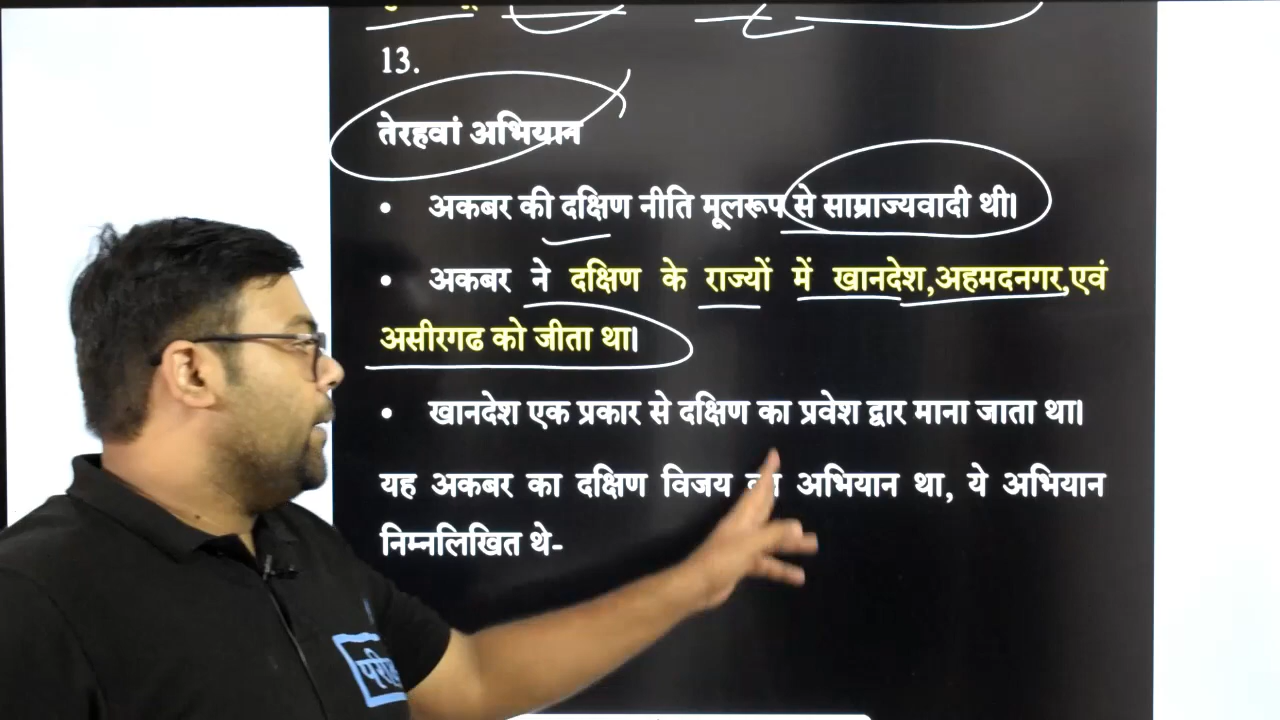 13.
तेरहवां अभियान
• अकबर की दक्षिण नीति मूलरूप से साम्राज्यवादी थी।
• अकबर ने दक्षिण के राज्यों में खानदेश,अहमदनगर,एवं
असीरगढ को जीता था।
• खानदेश एक प्रकार से दक्षिण का प्रवेश द्वार माना जाता था।
यह अकबर का दक्षिण विजय अभियान था, ये अभियान
निम्नलिखित थे-